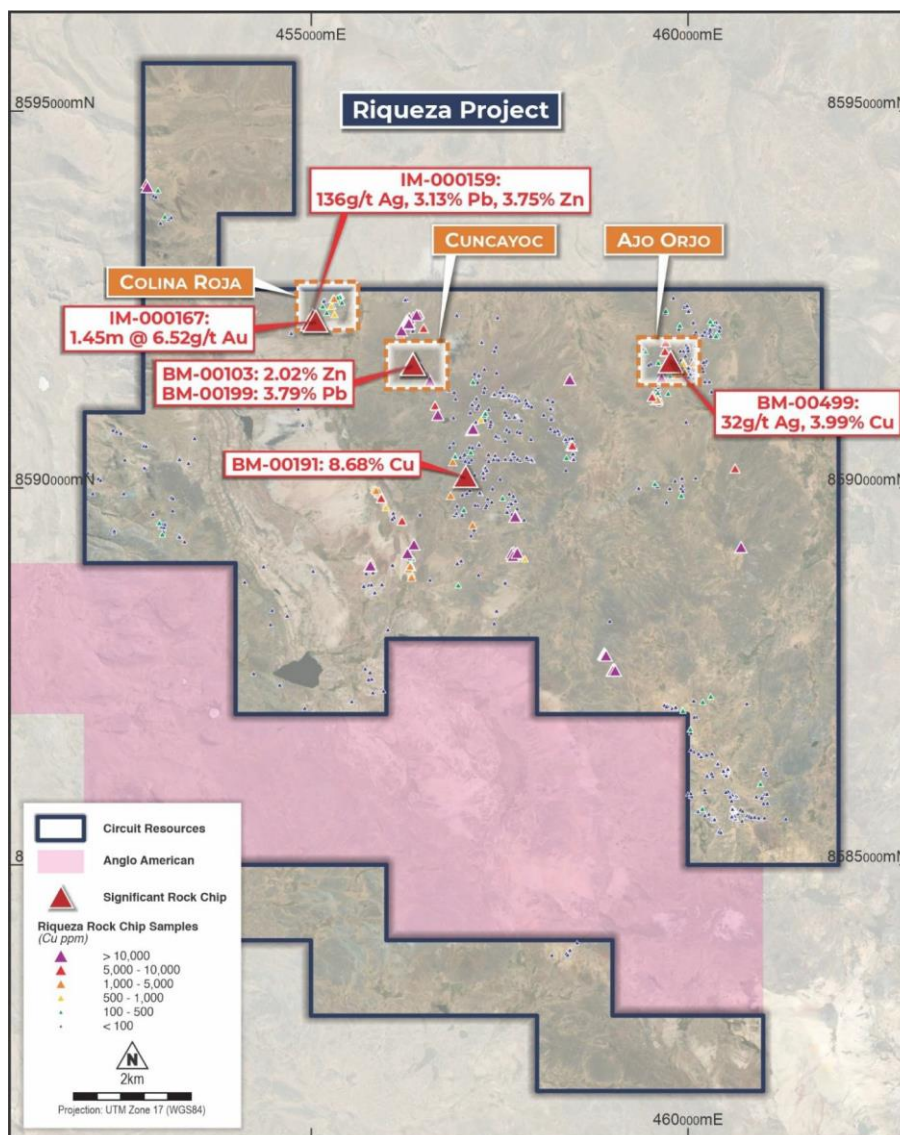 455000mE
460000mE
8595000mN
8595000mN
Riqueza Project
IM-000159:
136g/t Ag, 3.13% Pb, 3.75% Zn
CUNCAYOC
AJO ORJO
COLINA ROJA
IM-000167:
1.45m @ 6.52g/t Au
BM-00103: 2.02% Zn
BM-00199: 3.79% Pb
BM-00499:
32g/t Ag, 3.99% Cu
BM-00191: 8.68% Cu
8590000mN
8590000mN
Circuit Resources
Anglo American
Significant Rock Chip
Riqueza Rock Chip Samples
(Cu ppm)
> 10,000
5,000 - 10,000
1,000 - 5,000
500 - 1,000
100 - 500
< 100
N
2km
Projection: UTM Zone 17 (WGS84)
8585000mN
460000mE